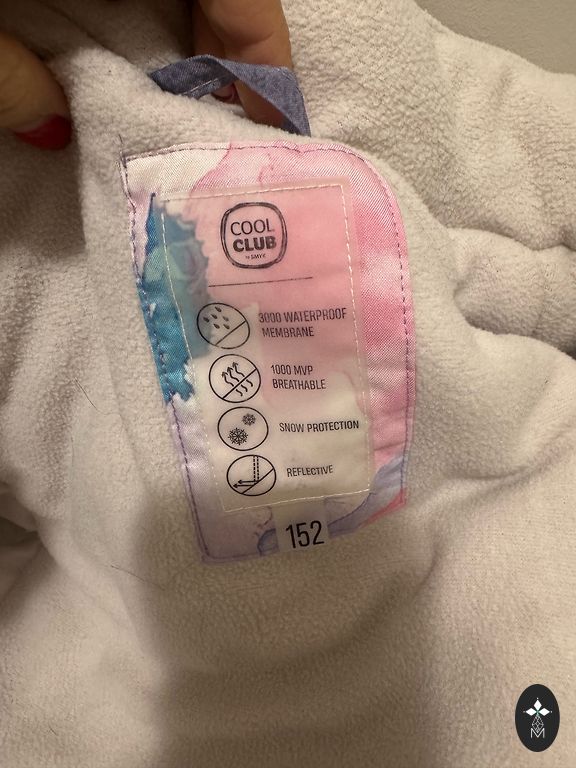 COOL
CLUB
by SMYK
3000 WATERPROOF
MEMBRANE
1000 MVP
BREATHABLE
SNOW PROTECTION
REFLECTIVE
152
M